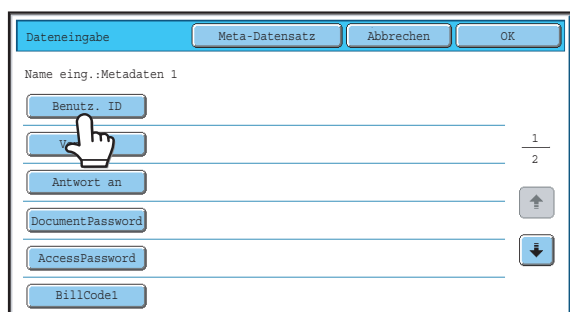 Dateneingabe Meta-Datensatz Abbrechen OK
Name eing.:Metadaten 1
Benutz. ID
1
2
Antwort an
DocumentPassword
AccessPassword
BillCode1